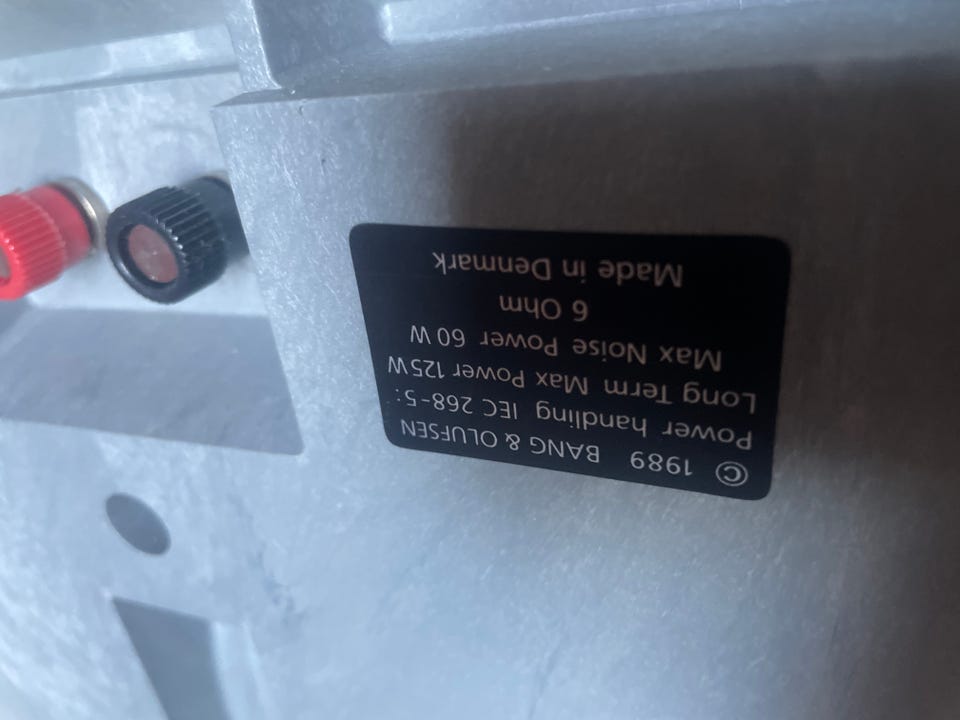 © 1989 BANG & OLUFSEN
Power handling IEC 268-5:
Long Term Max Power 125W
Max Noise Power 60 W
6 Ohm
Made in Denmark